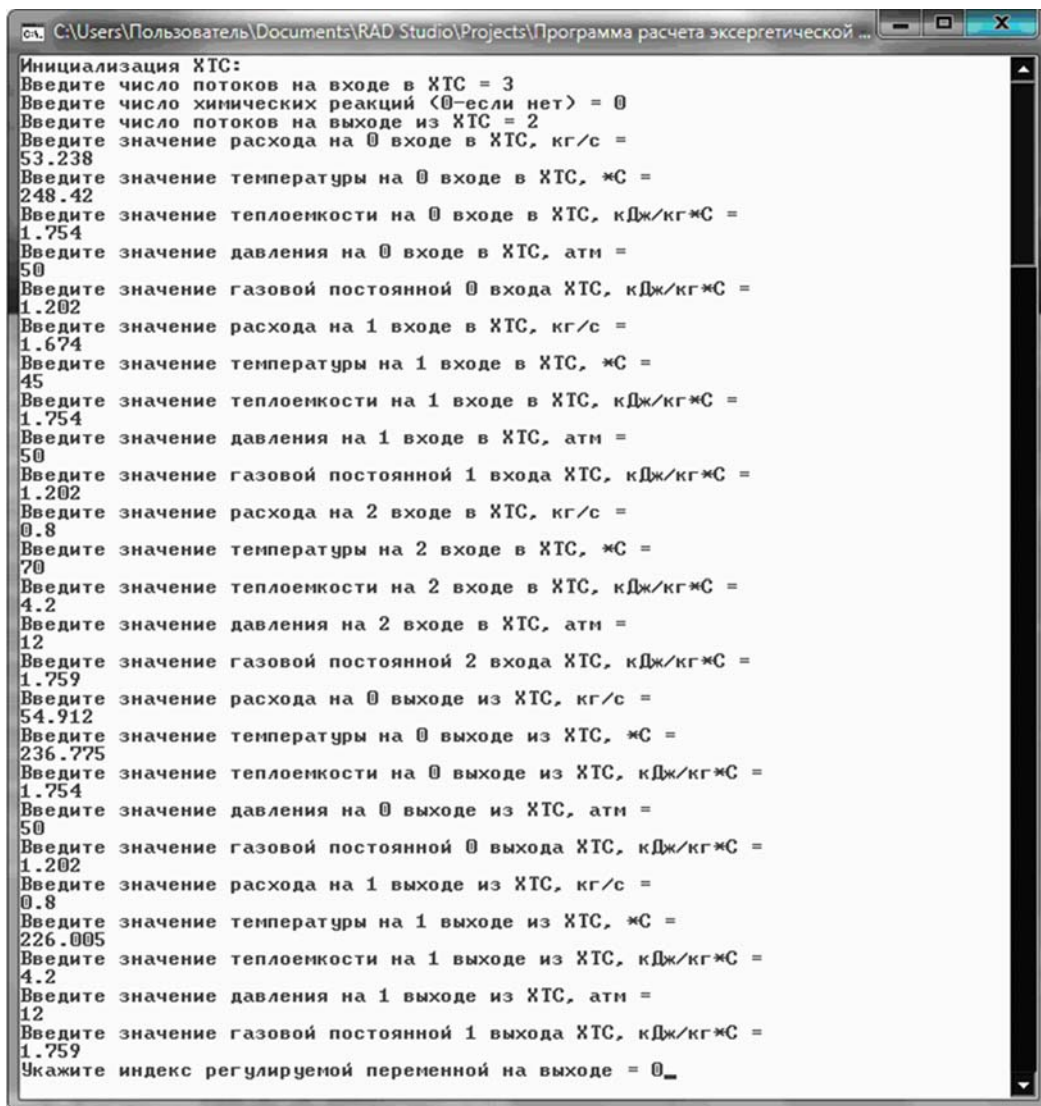 C:\Users\Пользователь\Documents\RAD Studio\Projects\Программа расчета эксергетической ...
Инициализация ХТС:
Введите число потоков на входе в ХТС = 3
Введите число химических реакций (0-если нет) = 0
Введите число потоков на выходе из ХТС = 2
Введите значение расхода на 0 входе в ХТС, кг/с =
53.238
Введите значение температуры на 0 входе в ХТС, *С =
248.42
Введите значение теплоемкости на 0 входе в ХТС, кДж/кг*С =
1.754
Введите значение давления на 0 входе в ХТС, атм =
50
Введите значение газовой постоянной 0 входа ХТС, кДж/кг*С =
1.202
Введите значение расхода на 1 входе в ХТС, кг/с =
1.674
Введите значение температуры на 1 входе в ХТС, *С =
45
Введите значение теплоемкости на 1 входе в ХТС, кДж/кг*С =
1.754
Введите значение давления на 1 входе в ХТС, атм =
50
Введите значение газовой постоянной 1 входа ХТС, кДж/кг*С =
1.202
Введите значение расхода на 2 входе в ХТС, кг/с =
0.8
Введите значение температуры на 2 входе в ХТС, *С =
70
Введите значение теплоемкости на 2 входе в ХТС, кДж/кг*С =
4.2
Введите значение давления на 2 входе в ХТС, атм =
12
Введите значение газовой постоянной 2 входа ХТС, кДж/кг*С =
1.759
Введите значение расхода на 0 выходе из ХТС, кг/с =
54.912
Введите значение температуры на 0 выходе из ХТС, *С =
236.775
Введите значение теплоемкости на 0 выходе из ХТС, кДж/кг*С =
1.754
Введите значение давления на 0 выходе из ХТС, атм =
50
Введите значение газовой постоянной 0 выхода ХТС, кДж/кг*С =
1.202
Введите значение расхода на 1 выходе из ХТС, кг/с =
0.8
Введите значение температуры на 1 выходе из ХТС, *С =
226.005
Введите значение теплоемкости на 1 выходе из ХТС, кДж/кг*С =
4.2
Введите значение давления на 1 выходе из ХТС, атм =
12
Введите значение газовой постоянной 1 выхода ХТС, кДж/кг*С =
1.759
Укажите индекс регулируемой переменной на выходе = 0_